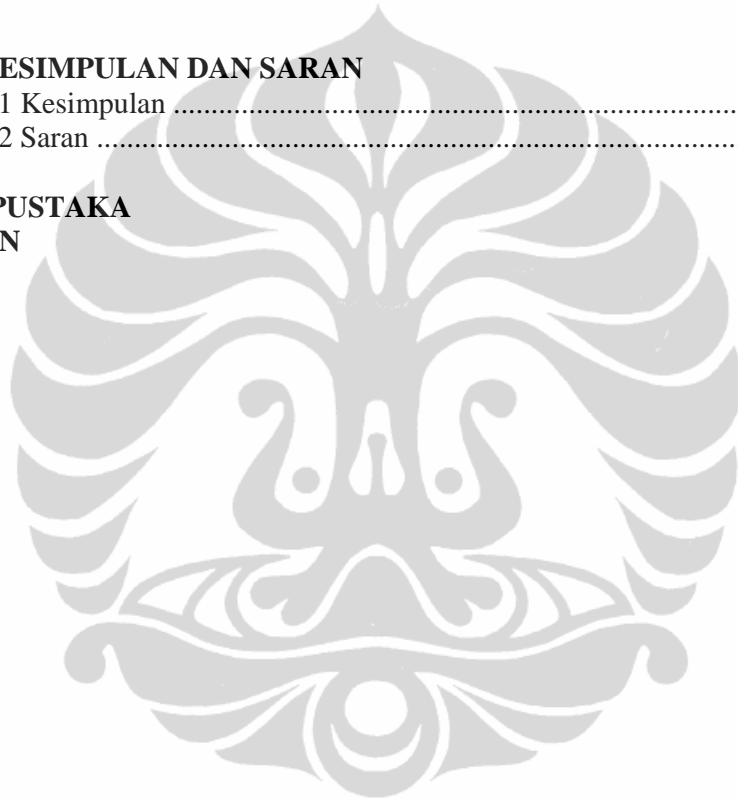 ESIMPULAN DAN SARAN
1 Kesimpulan ................................................................................
2 Saran ..........................................................................................
PUSTAKA
N